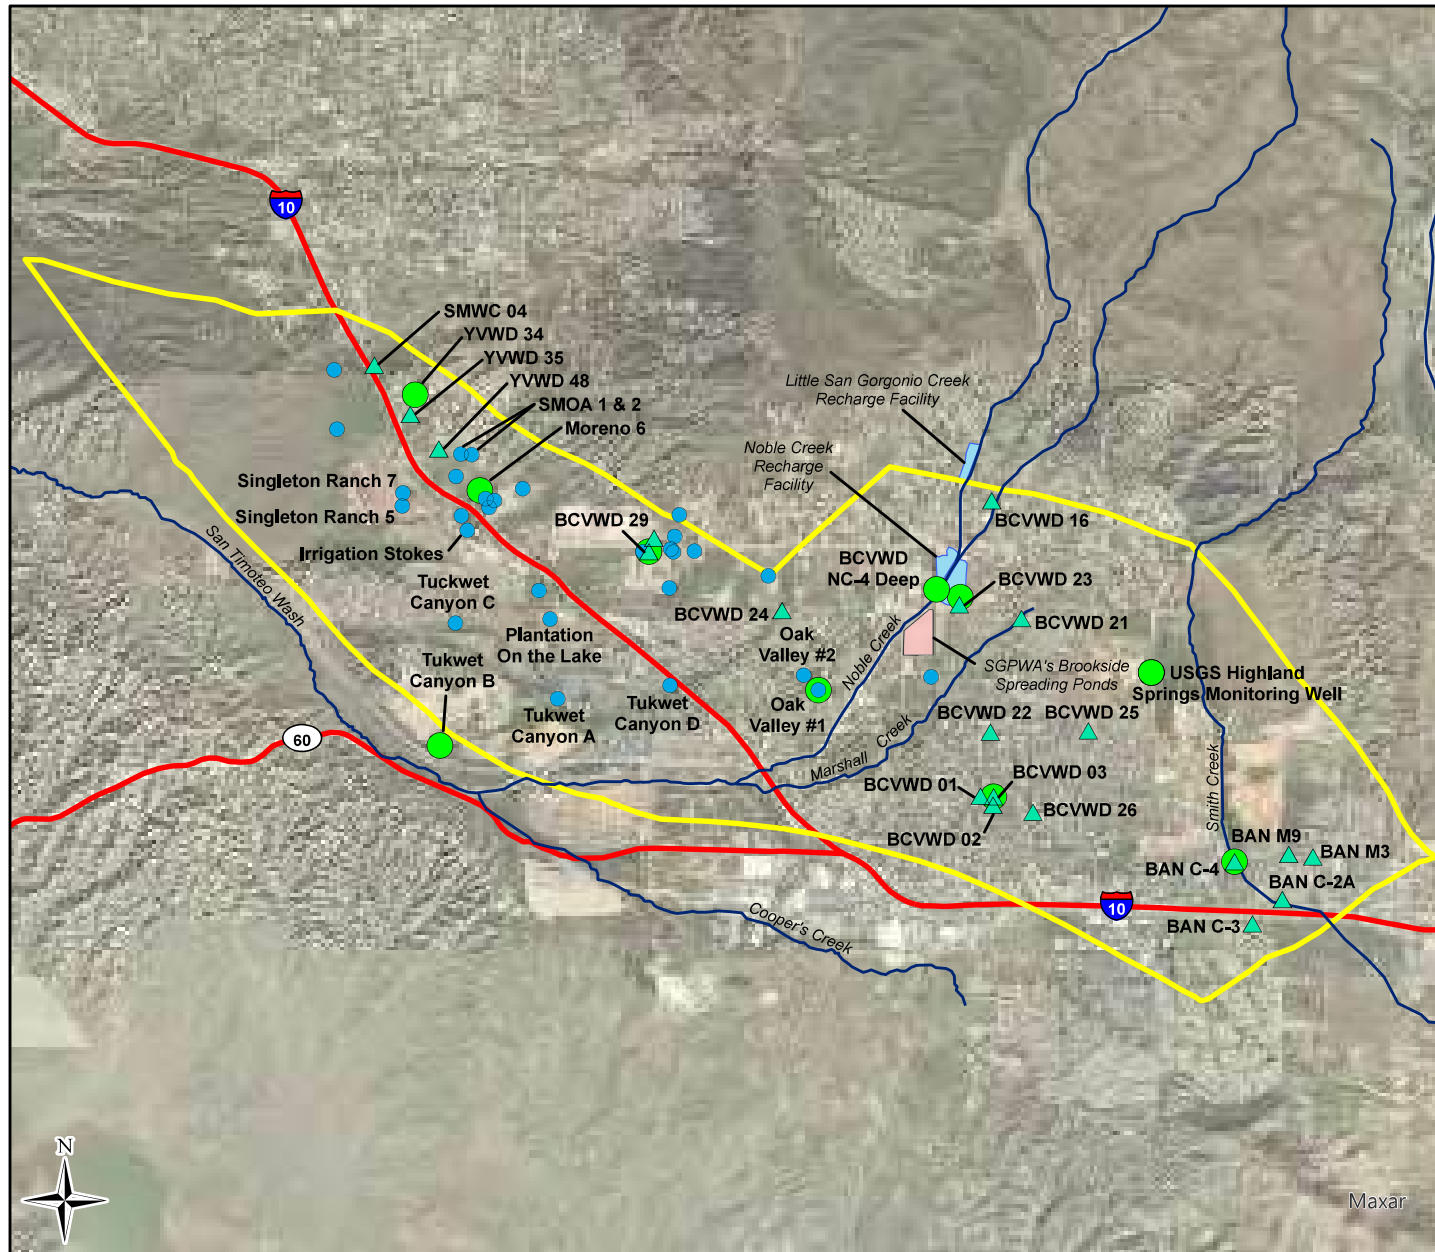 10
SMWC 04
YVWD 34
YVWD 35
YVWD 48
SMOA 1 & 2
Moreno 6
Little San Gorgonio Creek
Recharge Facility
Noble Creek
Recharge
Facility
Singleton Ranch 7
Singleton Ranch 5
Irrigation Stokes
BCVWD 29
BCVWD 16
BCVWD
NC-4 Deep
BCVWD 23
San Timoteo Wash
Tuckwet
Canyon C
Plantation
On the Lake
BCVWD 24
BCVWD 21
Oak
Valley #2
Noble Creek
SGPWA's Brookside
Spreading Ponds
USGS Highland
Springs Monitoring Well
Tukwet
Canyon B
Tukwet
Canyon A
Tukwet
Canyon D
Oak
Valley #1
60
BCVWD 22
BCVWD 25
Marshall Creek
BCVWD 01
BCVWD 03
BCVWD 02
BCVWD 26
Smith Creek
BAN M9
BAN M3
BAN C-4
BAN C-2A
10
BAN C-3
Cooper's Creek
N
Maxar